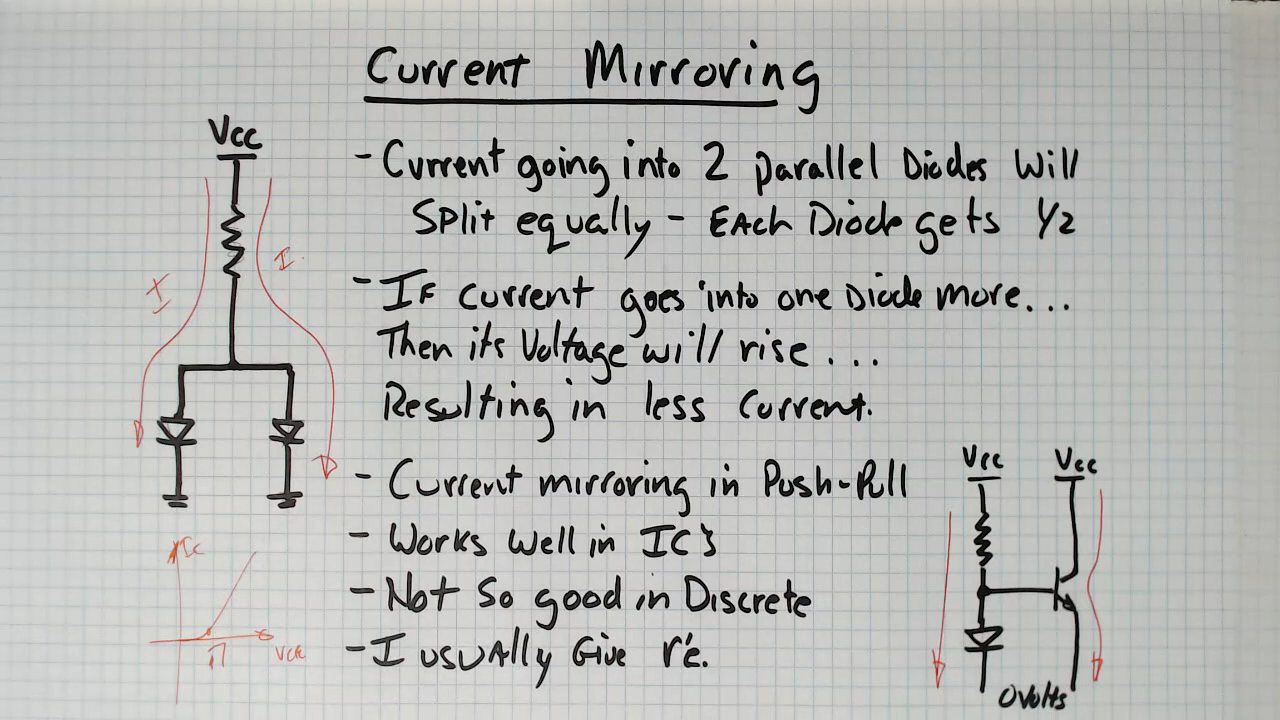 Current Mirroring
Vcc
- Current going into 2 parallel Diodes Will
Split equally - EAch Diode gets 1/2
I
I
- If current goes into one Diode more...
Then its Voltage will rise...
Resulting in less Current.
- Current mirroring in Push-Pull
- Works Well in IC's
- Not So good in Discrete
- I usuAlly Give r'e.
Ic
.7
Vcc
Vcc
0 Volts